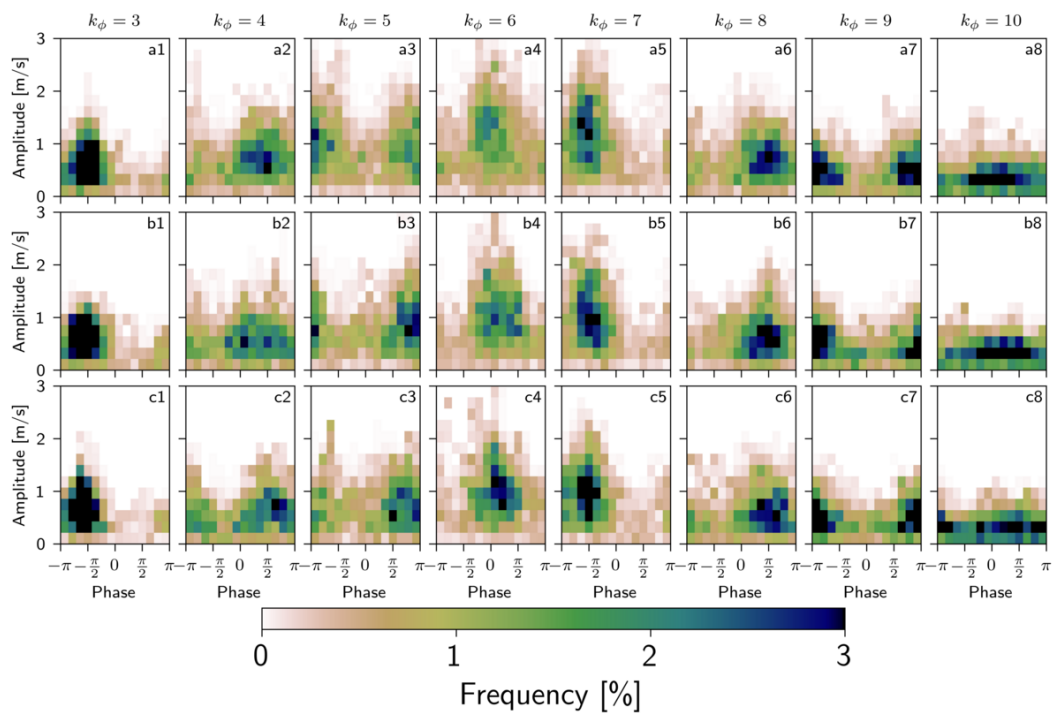 k_ϕ = 3 k_ϕ = 4 k_ϕ = 5 k_ϕ = 6 k_ϕ = 7 k_ϕ = 8 k_ϕ = 9 k_ϕ = 10
3 a1 a2 a3 a4 a5 a6 a7 a8
Amplitude [m/s]
2
1
0
3 b1 b2 b3 b4 b5 b6 b7 b8
Amplitude [m/s]
2
1
0
3 c1 c2 c3 c4 c5 c6 c7 c8
Amplitude [m/s]
2
1
0
−π −π/2 0 π/2 π −π −π/2 0 π/2 π −π −π/2 0 π/2 π −π −π/2 0 π/2 π −π −π/2 0 π/2 π −π −π/2 0 π/2 π −π −π/2 0 π/2 π −π −π/2 0 π/2 π
Phase Phase Phase Phase Phase Phase Phase Phase
0 1 2 3
Frequency [%]